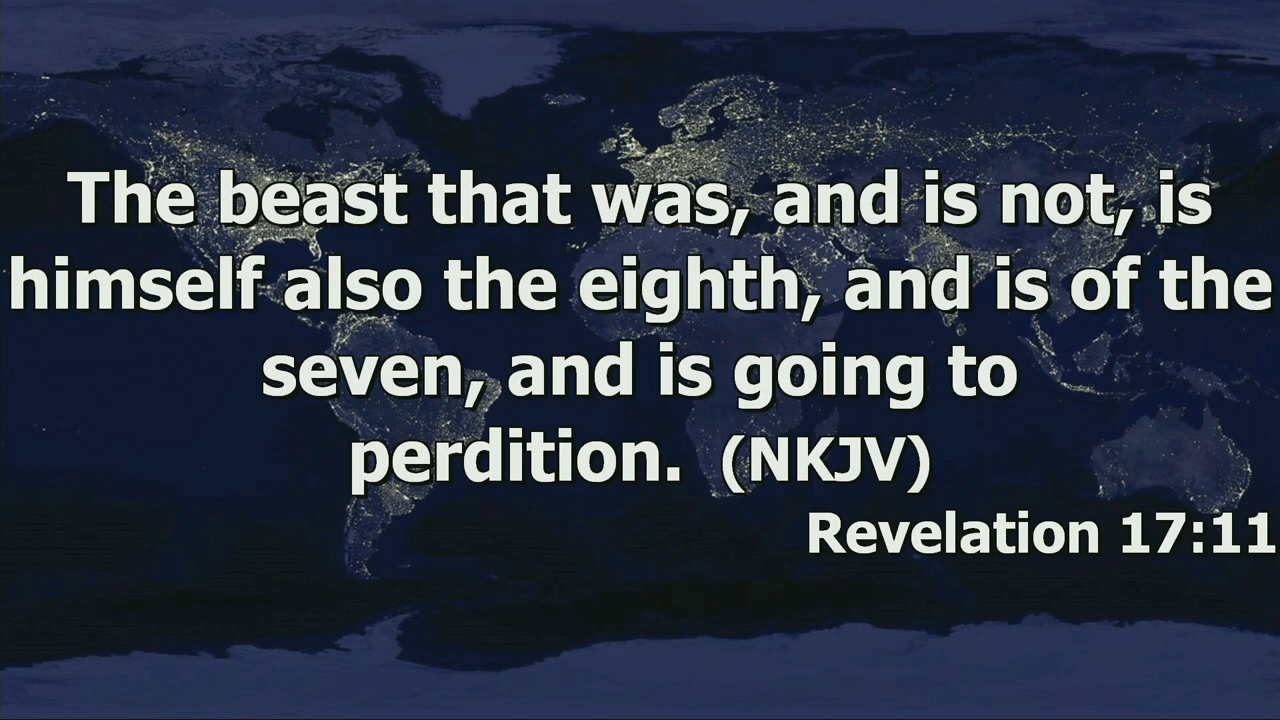 The beast that was, and is not, is
himself also the eighth, and is of the
seven, and is going to
perdition. (NKJV)
Revelation 17:11